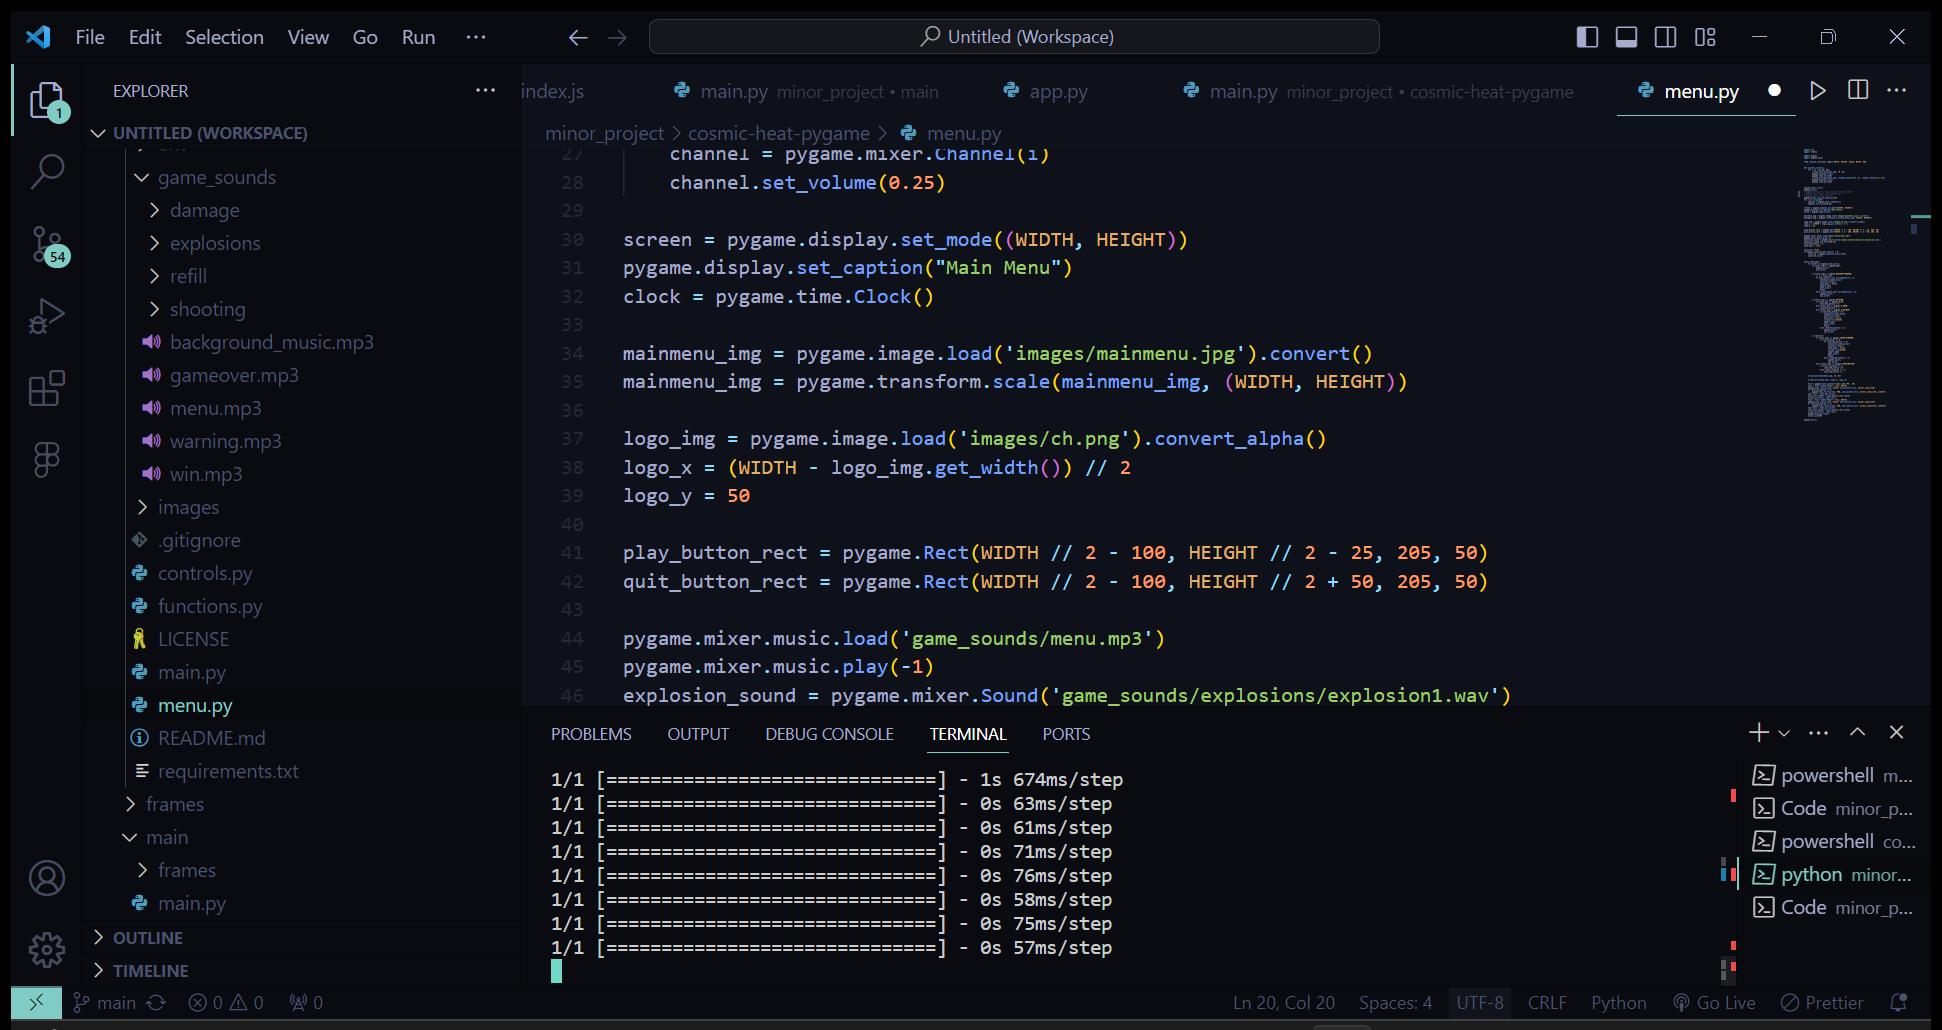 File Edit Selection View Go Run ···
Untitled (Workspace)
EXPLORER
index.js
main.py minor_project • main
app.py
main.py minor_project • cosmic-heat-pygame
menu.py
1
UNTITLED (WORKSPACE)
minor_project > cosmic-heat-pygame > menu.py
game_sounds
damage
explosions
54
refill
shooting
background_music.mp3
gameover.mp3
menu.mp3
warning.mp3
win.mp3
images
.gitignore
controls.py
functions.py
LICENSE
main.py
menu.py
README.md
requirements.txt
frames
main
frames
main.py
OUTLINE
TIMELINE
27 channel = pygame.mixer.Channel(i)
28 channel.set_volume(0.25)
29
30 screen = pygame.display.set_mode((WIDTH, HEIGHT))
31 pygame.display.set_caption("Main Menu")
32 clock = pygame.time.Clock()
33
34 mainmenu_img = pygame.image.load('images/mainmenu.jpg').convert()
35 mainmenu_img = pygame.transform.scale(mainmenu_img, (WIDTH, HEIGHT))
36
37 logo_img = pygame.image.load('images/ch.png').convert_alpha()
38 logo_x = (WIDTH - logo_img.get_width()) // 2
39 logo_y = 50
40
41 play_button_rect = pygame.Rect(WIDTH // 2 - 100, HEIGHT // 2 - 25, 205, 50)
42 quit_button_rect = pygame.Rect(WIDTH // 2 - 100, HEIGHT // 2 + 50, 205, 50)
43
44 pygame.mixer.music.load('game_sounds/menu.mp3')
45 pygame.mixer.music.play(-1)
46 explosion_sound = pygame.mixer.Sound('game_sounds/explosions/explosion1.wav')
PROBLEMS OUTPUT DEBUG CONSOLE TERMINAL PORTS
1/1 [==============================] - 1s 674ms/step
1/1 [==============================] - 0s 63ms/step
1/1 [==============================] - 0s 61ms/step
1/1 [==============================] - 0s 71ms/step
1/1 [==============================] - 0s 76ms/step
1/1 [==============================] - 0s 58ms/step
1/1 [==============================] - 0s 75ms/step
1/1 [==============================] - 0s 57ms/step
powershell m...
Code minor_p...
powershell co...
python minor...
Code minor_p...
main 0 0 0
Ln 20, Col 20 Spaces: 4 UTF-8 CRLF Python Go Live Prettier